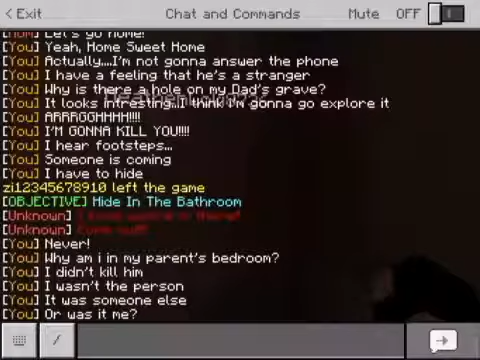 < Exit
Chat and Commands
Mute OFF
[Mom] Let's go home!
[You] Yeah, Home Sweet Home
[You] Actually....I'm not gonna answer the phone
[You] I have a feeling that he's a stranger
[You] Why is there a hole on my Dad's grave?
[You] It looks intresting...I think I'm gonna go explore it
[You] ARRRGGHHHH!!!!
[You] I'M GONNA KILL YOU!!!!
[You] I hear footsteps...
[You] Someone is coming
[You] I have to hide
zi12345678910 left the game
[OBJECTIVE] Hide In The Bathroom
[Unknown]
[Unknown]
[You] Never!
[You] Why am i in my parent's bedroom?
[You] I didn't kill him
[You] I wasn't the person
[You] It was someone else
[You] Or was it me?
/